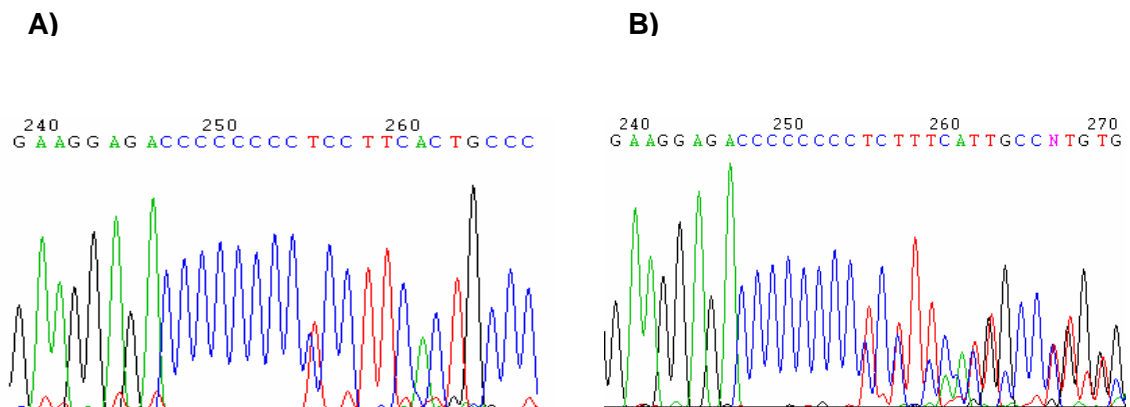 A)
B)
240 250 260
GAAGGAGACCCCCCCCTCCTTCACTGCCC
240 250 260 270
GAAGGAGACCCCCCCCTCTTTCATTGCCNTGTG